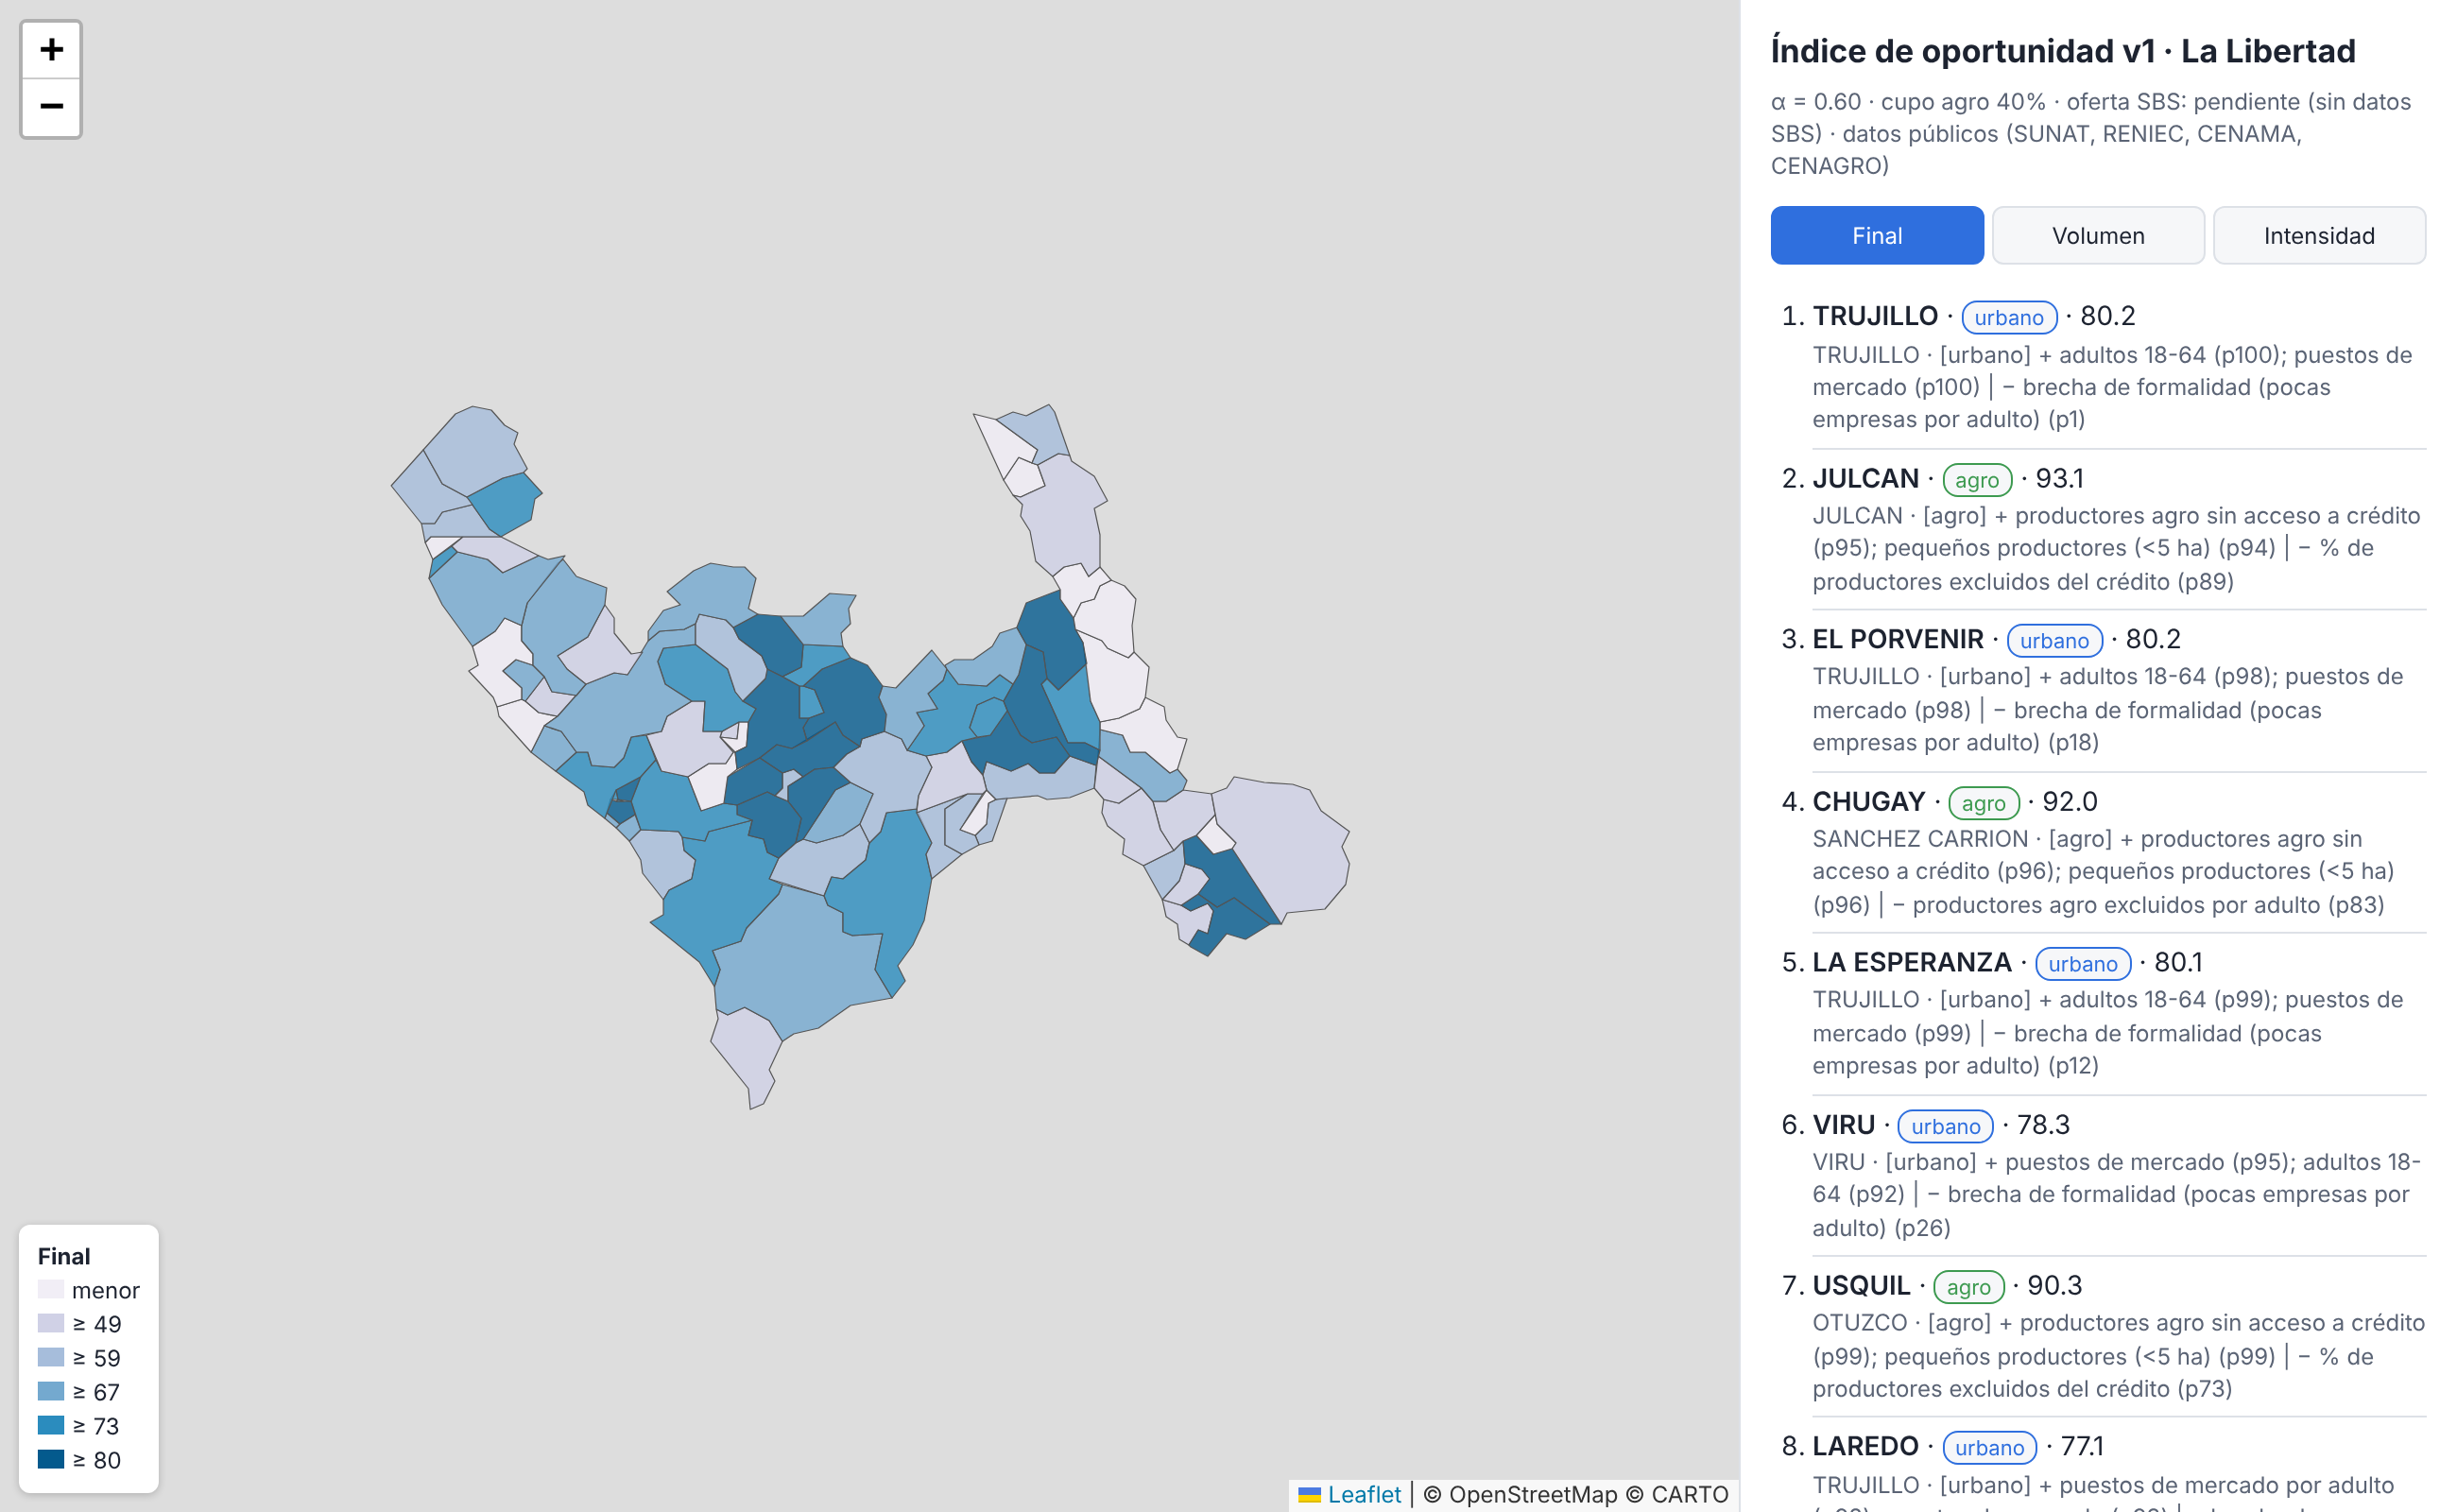 +
−
Índice de oportunidad v1 · La Libertad
α = 0.60 · cupo agro 40% · oferta SBS: pendiente (sin datos
SBS) · datos públicos (SUNAT, RENIEC, CENAMA,
CENAGRO)
Final
Volumen
Intensidad
1. TRUJILLO · urbano · 80.2
TRUJILLO · [urbano] + adultos 18-64 (p100); puestos de
mercado (p100) | − brecha de formalidad (pocas
empresas por adulto) (p1)
2. JULCAN · agro · 93.1
JULCAN · [agro] + productores agro sin acceso a crédito
(p95); pequeños productores (<5 ha) (p94) | − % de
productores excluidos del crédito (p89)
3. EL PORVENIR · urbano · 80.2
TRUJILLO · [urbano] + adultos 18-64 (p98); puestos de
mercado (p98) | − brecha de formalidad (pocas
empresas por adulto) (p18)
4. CHUGAY · agro · 92.0
SANCHEZ CARRION · [agro] + productores agro sin
acceso a crédito (p96); pequeños productores (<5 ha)
(p96) | − productores agro excluidos por adulto (p83)
5. LA ESPERANZA · urbano · 80.1
TRUJILLO · [urbano] + adultos 18-64 (p99); puestos de
mercado (p99) | − brecha de formalidad (pocas
empresas por adulto) (p12)
6. VIRU · urbano · 78.3
VIRU · [urbano] + puestos de mercado (p95); adultos 18-
64 (p92) | − brecha de formalidad (pocas empresas por
adulto) (p26)
7. USQUIL · agro · 90.3
OTUZCO · [agro] + productores agro sin acceso a crédito
(p99); pequeños productores (<5 ha) (p99) | − % de
productores excluidos del crédito (p73)
8. LAREDO · urbano · 77.1
TRUJILLO · [urbano] + puestos de mercado por adulto
Final
menor
≥ 49
≥ 59
≥ 67
≥ 73
≥ 80
Leaflet | © OpenStreetMap © CARTO